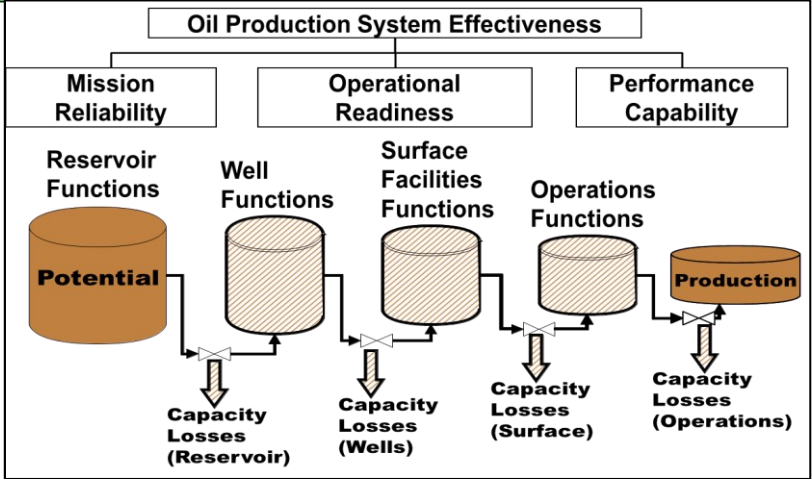 Oil Production System Effectiveness
Mission
Reliability
Operational
Readiness
Performance
Capability
Reservoir
Functions
Well
Functions
Surface
Facilities
Functions
Operations
Functions
Potential
Production
Capacity
Losses
(Reservoir)
Capacity
Losses
(Wells)
Capacity
Losses
(Surface)
Capacity
Losses
(Operations)